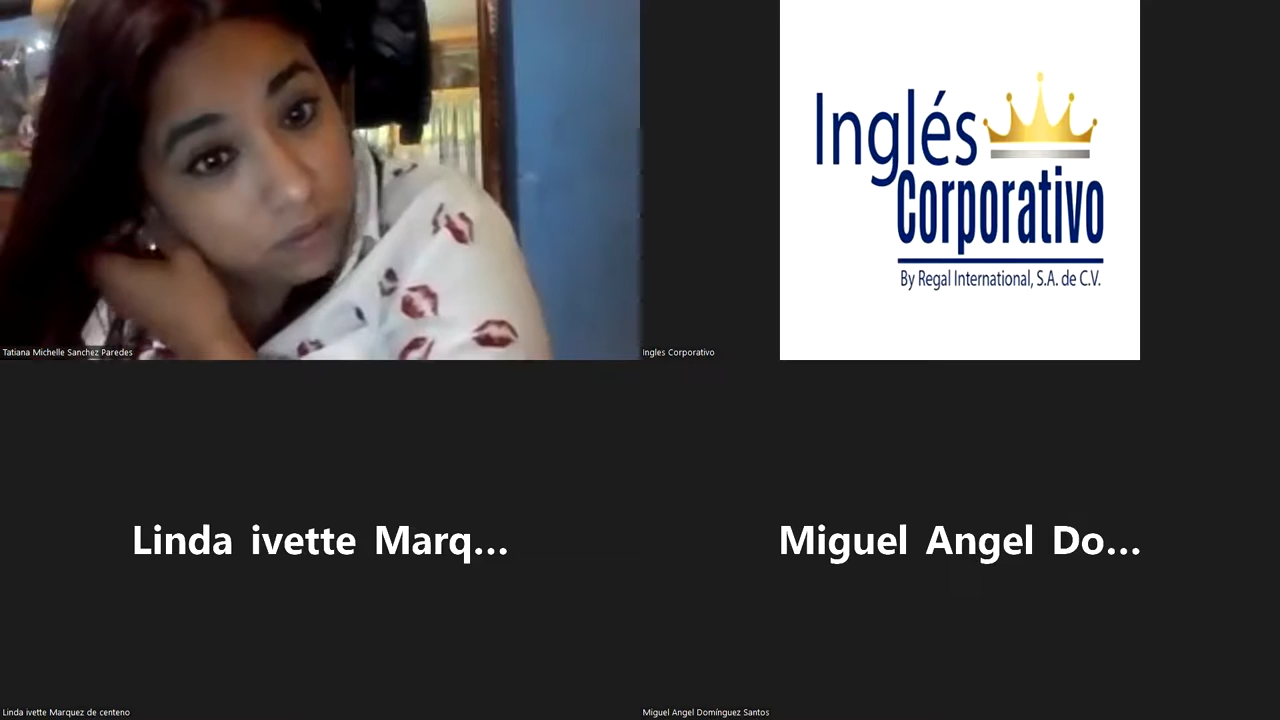 Inglés
Corporativo
By Regal International, S.A. de C.V.
Tatiana Michelle Sanchez Paredes
Ingles Corporativo
Linda ivette Marq...
Miguel Angel Do...
Linda ivette Marquez de centeno
Miguel Angel Domínguez Santos